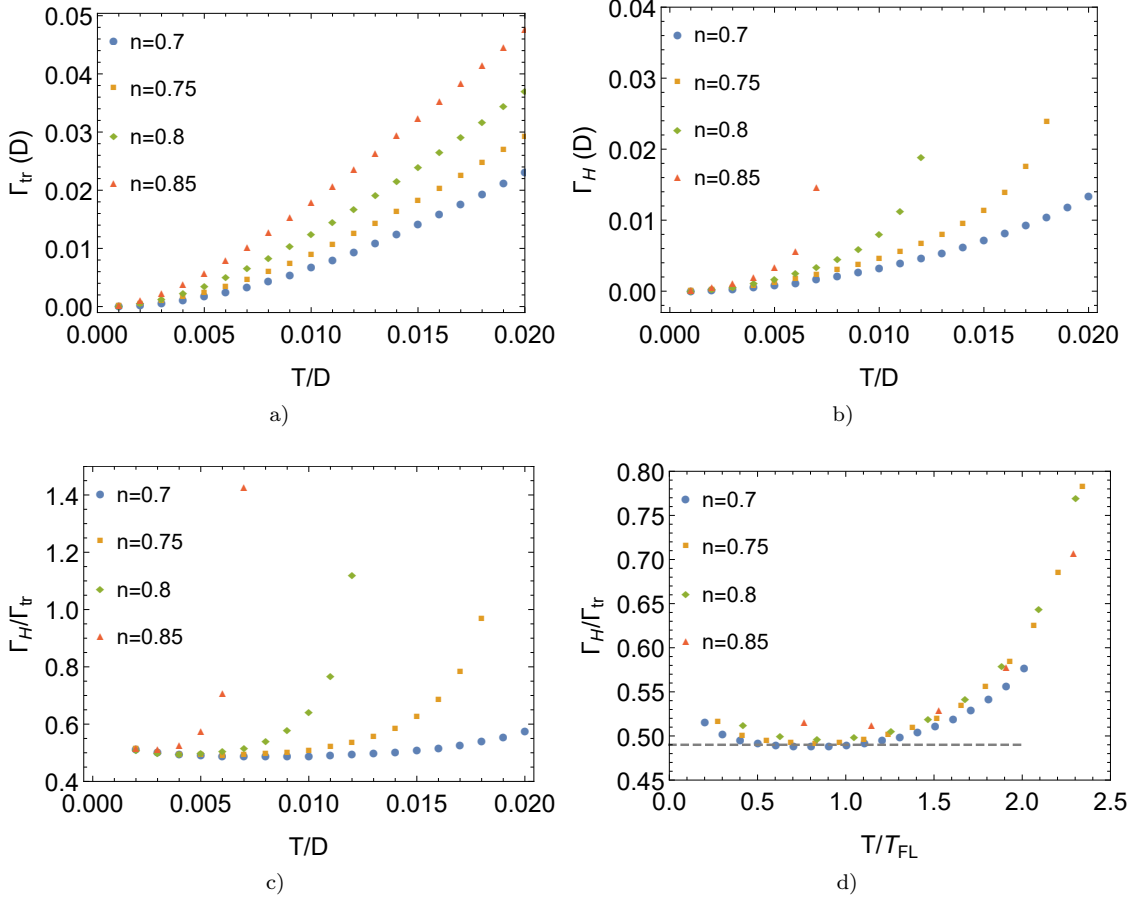 0.05
0.04
0.03
0.02
0.01
0.00
Γtr (D)
n=0.7
n=0.75
n=0.8
n=0.85
0.000 0.005 0.010 0.015 0.020
T/D
a)
0.04
0.03
0.02
0.01
0.00
ΓH (D)
n=0.7
n=0.75
n=0.8
n=0.85
0.000 0.005 0.010 0.015 0.020
T/D
b)
1.4
1.2
1.0
0.8
0.6
0.4
ΓH/Γtr
n=0.7
n=0.75
n=0.8
n=0.85
0.000 0.005 0.010 0.015 0.020
T/D
c)
0.80
0.75
0.70
0.65
0.60
0.55
0.50
0.45
ΓH/Γtr
n=0.7
n=0.75
n=0.8
n=0.85
0.0 0.5 1.0 1.5 2.0 2.5
T/TFL
d)